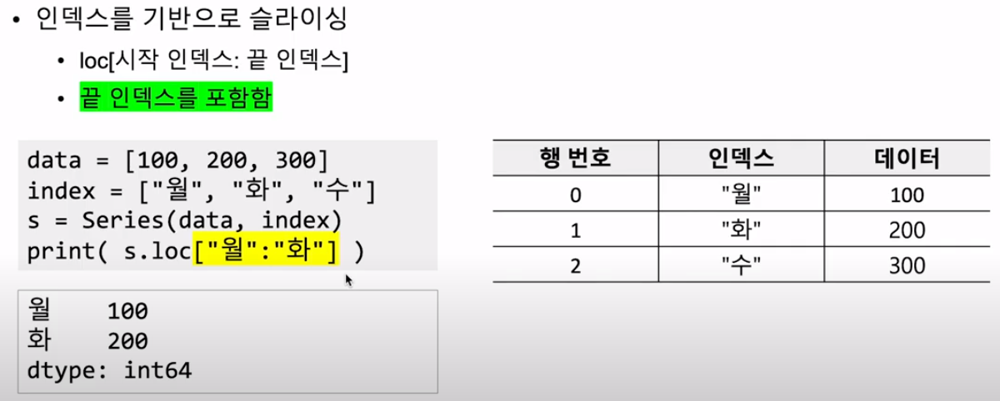 • 인덱스를 기반으로 슬라이싱
• loc[시작 인덱스: 끝 인덱스]
• 끝 인덱스를 포함함
data = [100, 200, 300]
index = ["월", "화", "수"]
s = Series(data, index)
print( s.loc["월":"화"] )
월 100
화 200
dtype: int64
행 번호 인덱스 데이터
0 "월" 100
1 "화" 200
2 "수" 300